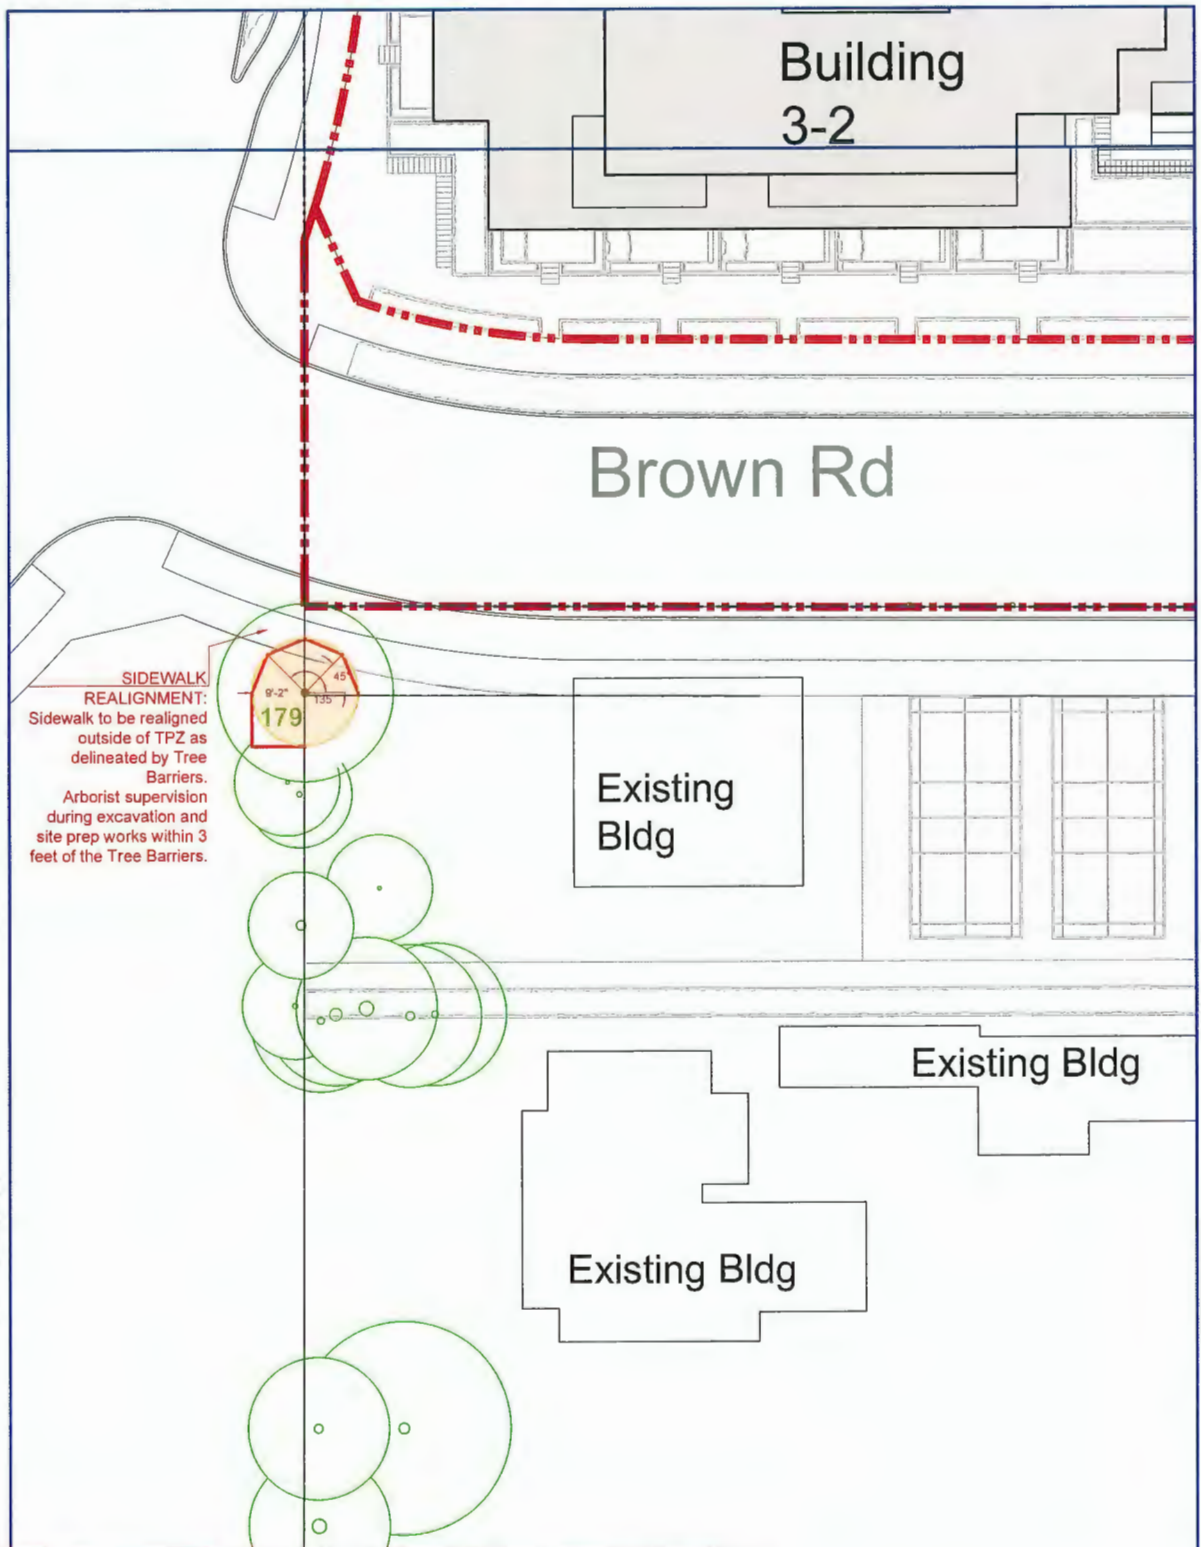 Building
3-2
Brown Rd
SIDEWALK
REALIGNMENT:
Sidewalk to be realigned
outside of TPZ as
delineated by Tree
Barriers.
Arborist supervision
during excavation and
site prep works within 3
feet of the Tree Barriers.
45°
9'-2"
135
179
Existing
Bldg
Existing Bldg
Existing Bldg